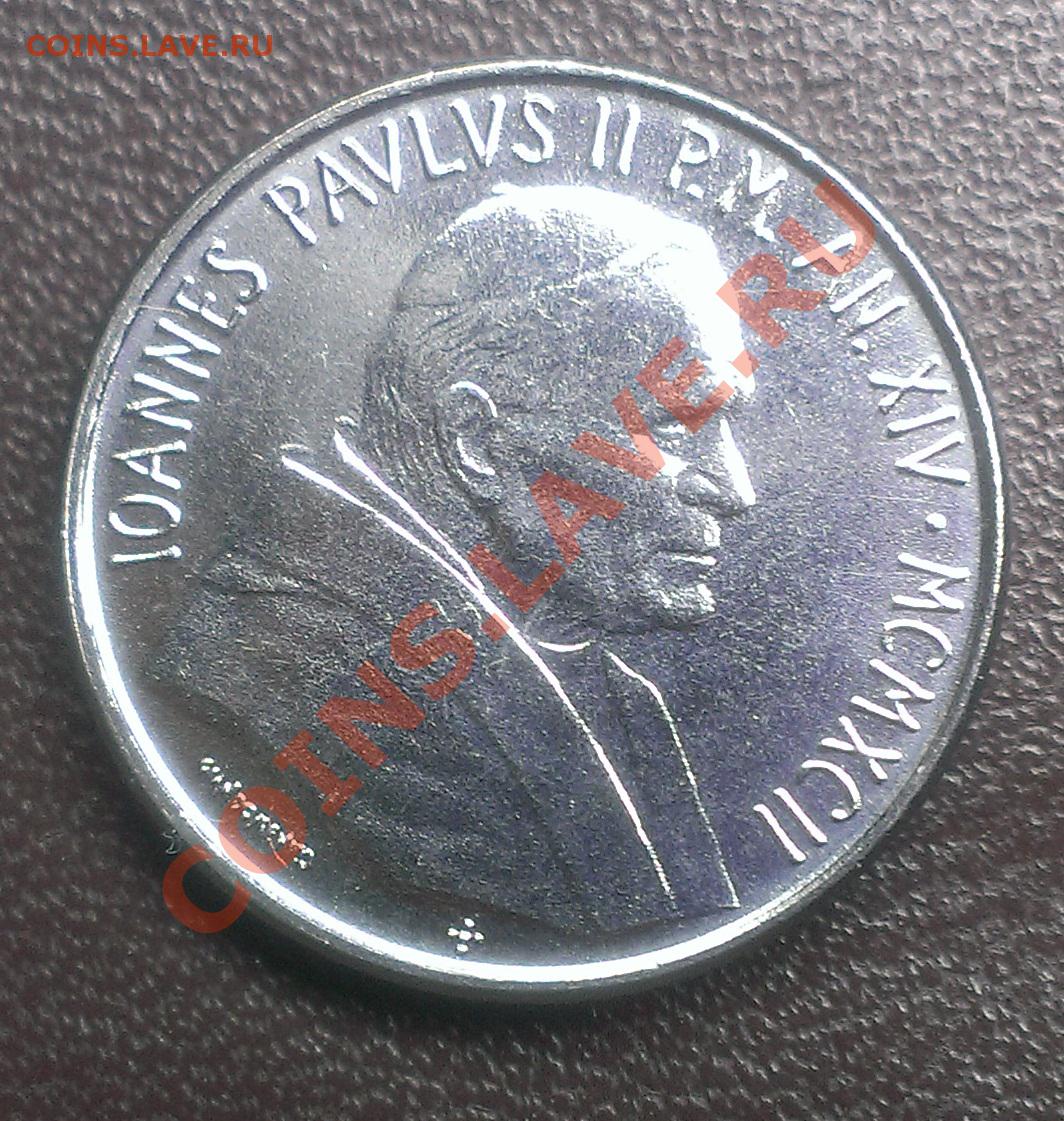 COINS.LAVE.RU
IOANNES PAVLVS II P.M. AN. XIV • MCMXCII
COINS.LAVE.RU